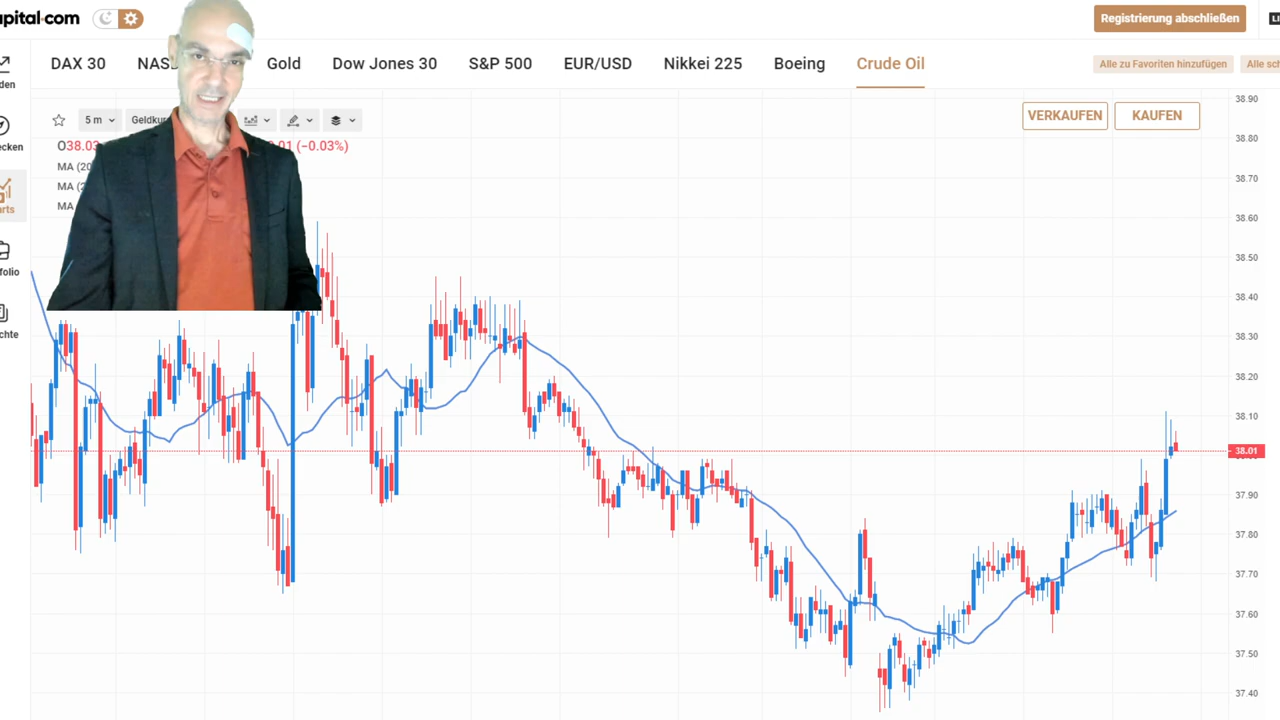 apital.com
Registrierung abschließen
DAX 30
Gold
Dow Jones 30
S&P 500
EUR/USD
Nikkei 225
Boeing
Crude Oil
Alle zu Favoriten hinzufügen
Alle sch
den
cken
arts
folio
chte
5 m
Geldkur
VERKAUFEN
KAUFEN
O38.03
.01 (−0.03%)
MA (20
MA (2
MA
38.90
38.80
38.70
38.60
38.50
38.40
38.30
38.20
38.10
38.01
37.90
37.80
37.70
37.60
37.50
37.40